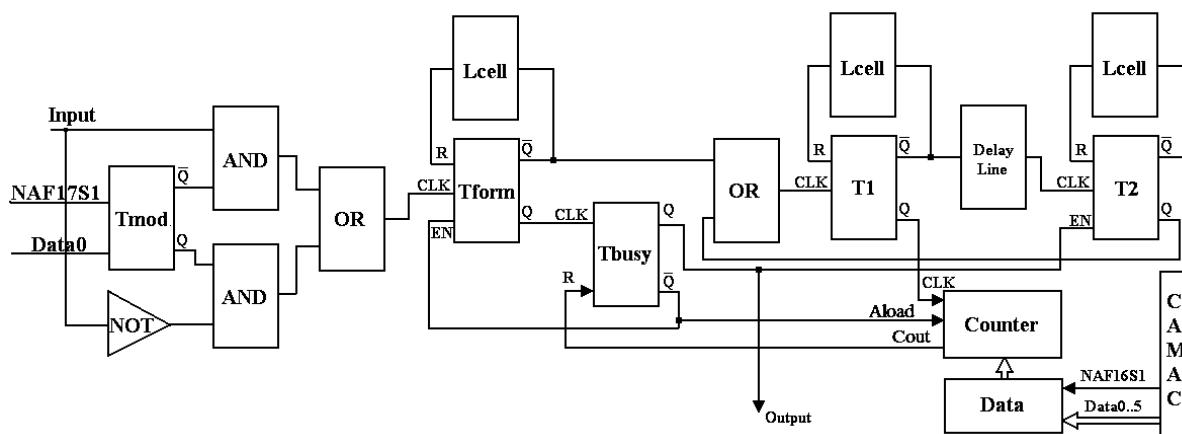 Input
NAF17S1
Data0
Tmod
Q̅
Q
NOT
AND
AND
OR
Lcell
R
CLK
EN
Tform
Q̅
Q
CLK
R
Tbusy
Q
Q̅
OR
CLK
Lcell
R
T1
Q̅
Q
CLK
Delay
Line
CLK
EN
Lcell
R
T2
Q̅
Q
Aload
Cout
Counter
Data
NAF16S1
Data0..5
C
A
M
A
C
Output